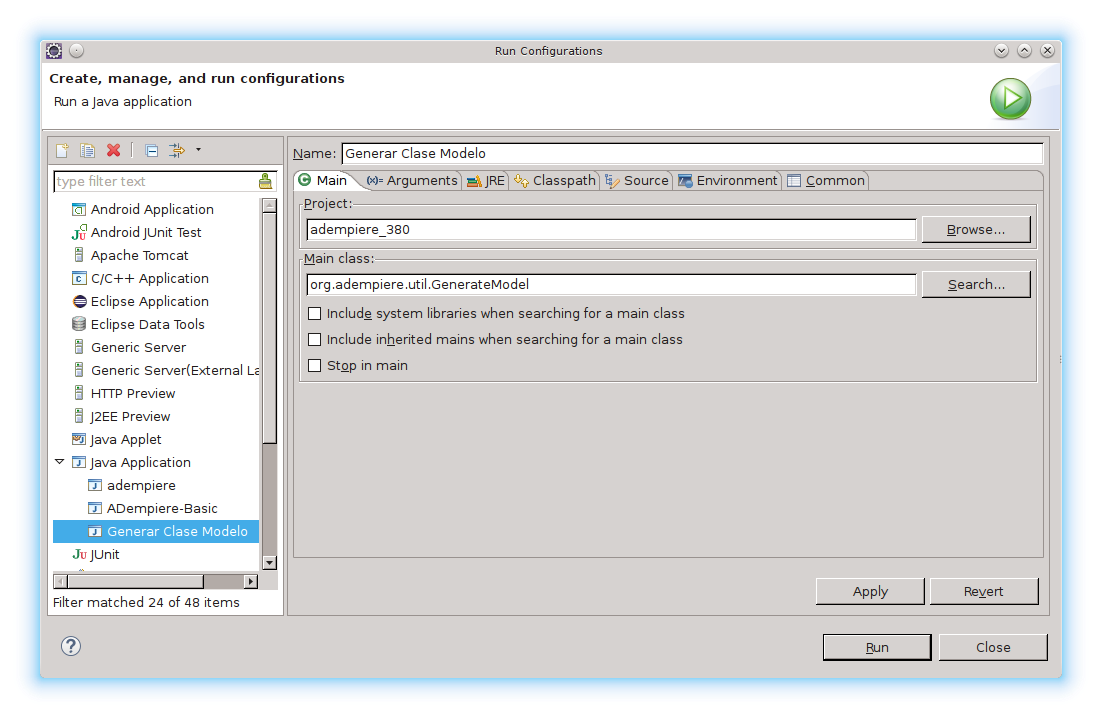 Run Configurations
Create, manage, and run configurations
Run a Java application
type filter text
Android Application
Android JUnit Test
Apache Tomcat
C/C++ Application
Eclipse Application
Eclipse Data Tools
Generic Server
Generic Server(External La
HTTP Preview
J2EE Preview
Java Applet
Java Application
adempiere
ADempiere-Basic
Generar Clase Modelo
JUnit
Filter matched 24 of 48 items
Name: Generar Clase Modelo
Main (x)= Arguments JRE Classpath Source Environment Common
Project:
adempiere_380 Browse...
Main class:
org.adempiere.util.GenerateModel Search...
Include system libraries when searching for a main class
Include inherited mains when searching for a main class
Stop in main
Apply Revert
Run Close